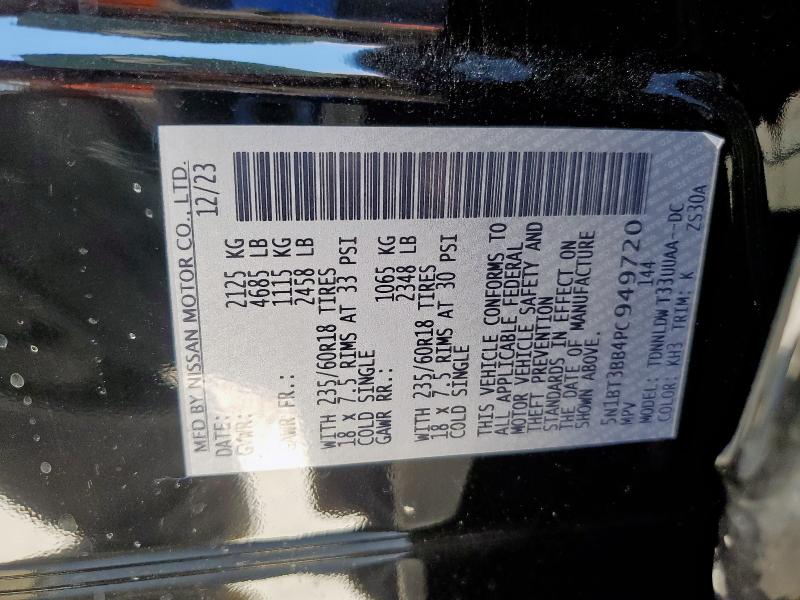 MFD BY NISSAN MOTOR CO., LTD.
DATE: 12/23
GVWR: 2125 KG
4685 LB
GAWR FR.: 1115 KG
2458 LB
WITH 235/60R18 TIRES
18 X 7.5 RIMS AT 33 PSI
COLD SINGLE
GAWR RR.: 1065 KG
2348 LB
WITH 235/60R18 TIRES
18 X 7.5 RIMS AT 30 PSI
COLD SINGLE
THIS VEHICLE CONFORMS TO
ALL APPLICABLE FEDERAL
MOTOR VEHICLE SAFETY AND
THEFT PREVENTION
STANDARDS IN EFFECT ON
THE DATE OF MANUFACTURE
SHOWN ABOVE.
5N1BT3BB4PC949720
MPV 144
MODEL: TDNNLDWT33UUAA--DC
COLOR: KH3 TRIM: K ZS30A